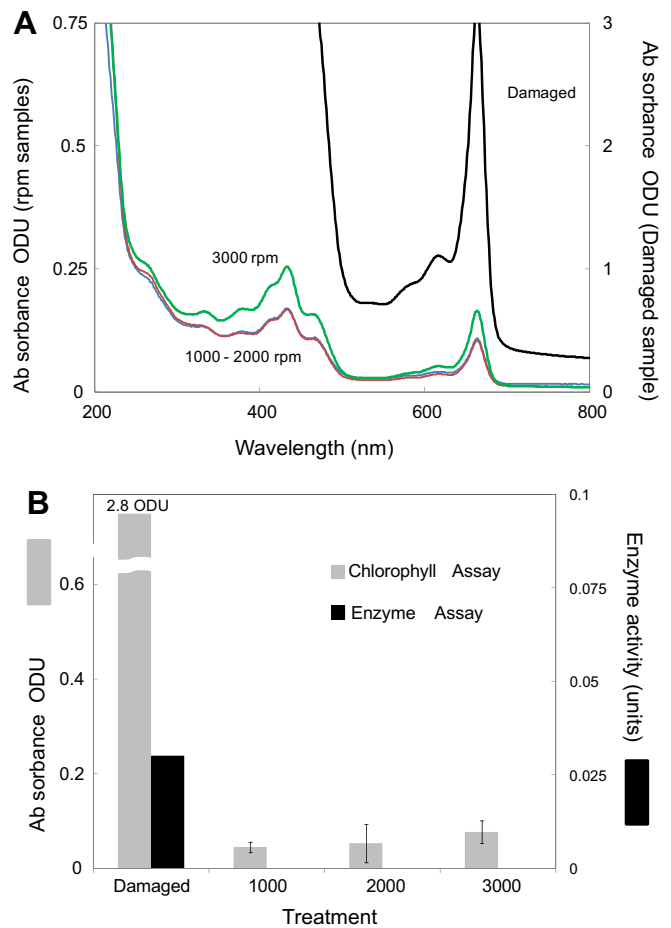 A
Ab sorbance ODU (rpm samples)
0.75
0.5
0.25
0
3
2
1
0
Ab sorbance ODU (Damaged sample)
Damaged
3000 rpm
1000 - 2000 rpm
200
400
600
800
Wavelength (nm)
B
Ab sorbance ODU
0.6
0.4
0.2
0
2.8 ODU
Chlorophyll Assay
Enzyme Assay
0.1
0.075
0.05
0.025
0
Enzyme activity (units)
Damaged
1000
2000
3000
Treatment